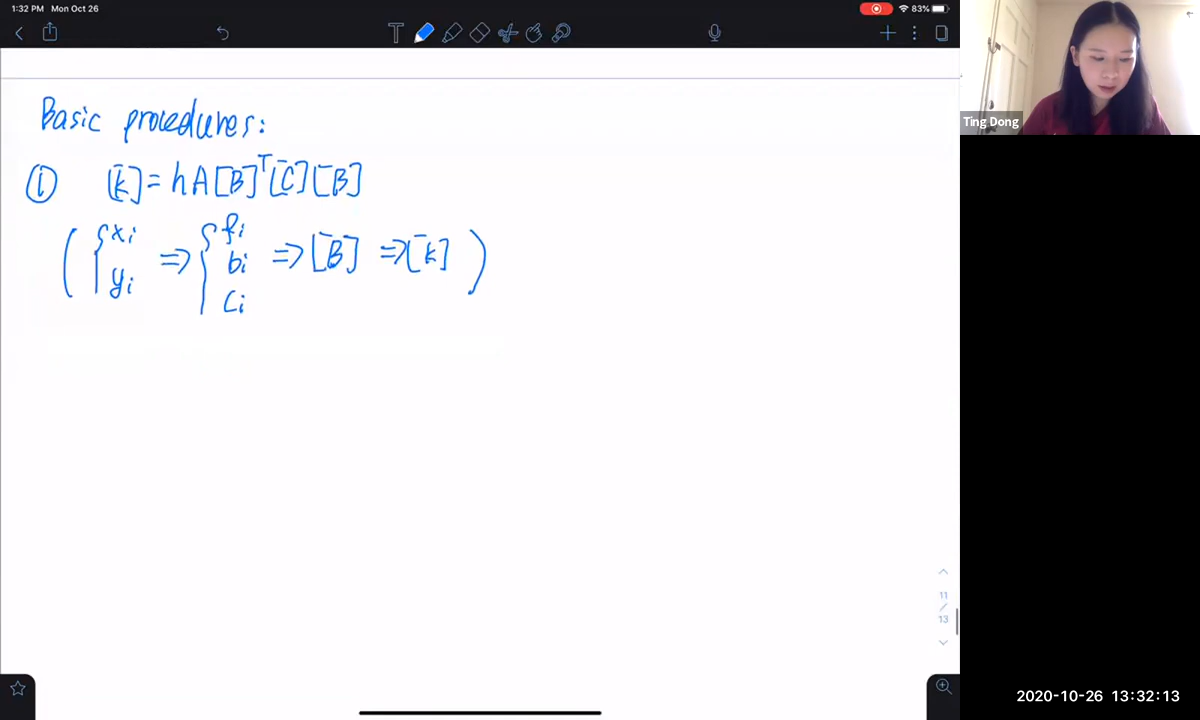 1:32 PM Mon Oct 26
83%
Ting Dong
Basic procedures:
① [k] = hA[B]ᵀ[C][B]
( { xi yi => { fi bi ci => [B] => [k] )
11
/
13
2020-10-26 13:32:13